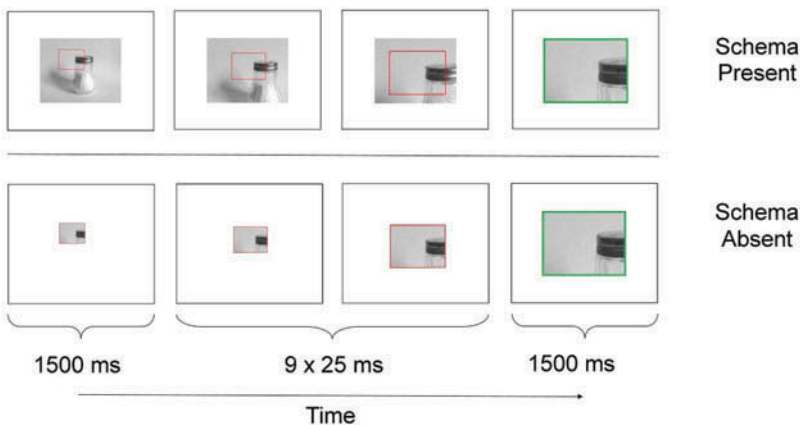 Schema
Present
Schema
Absent
1500 ms
9 x 25 ms
1500 ms
Time